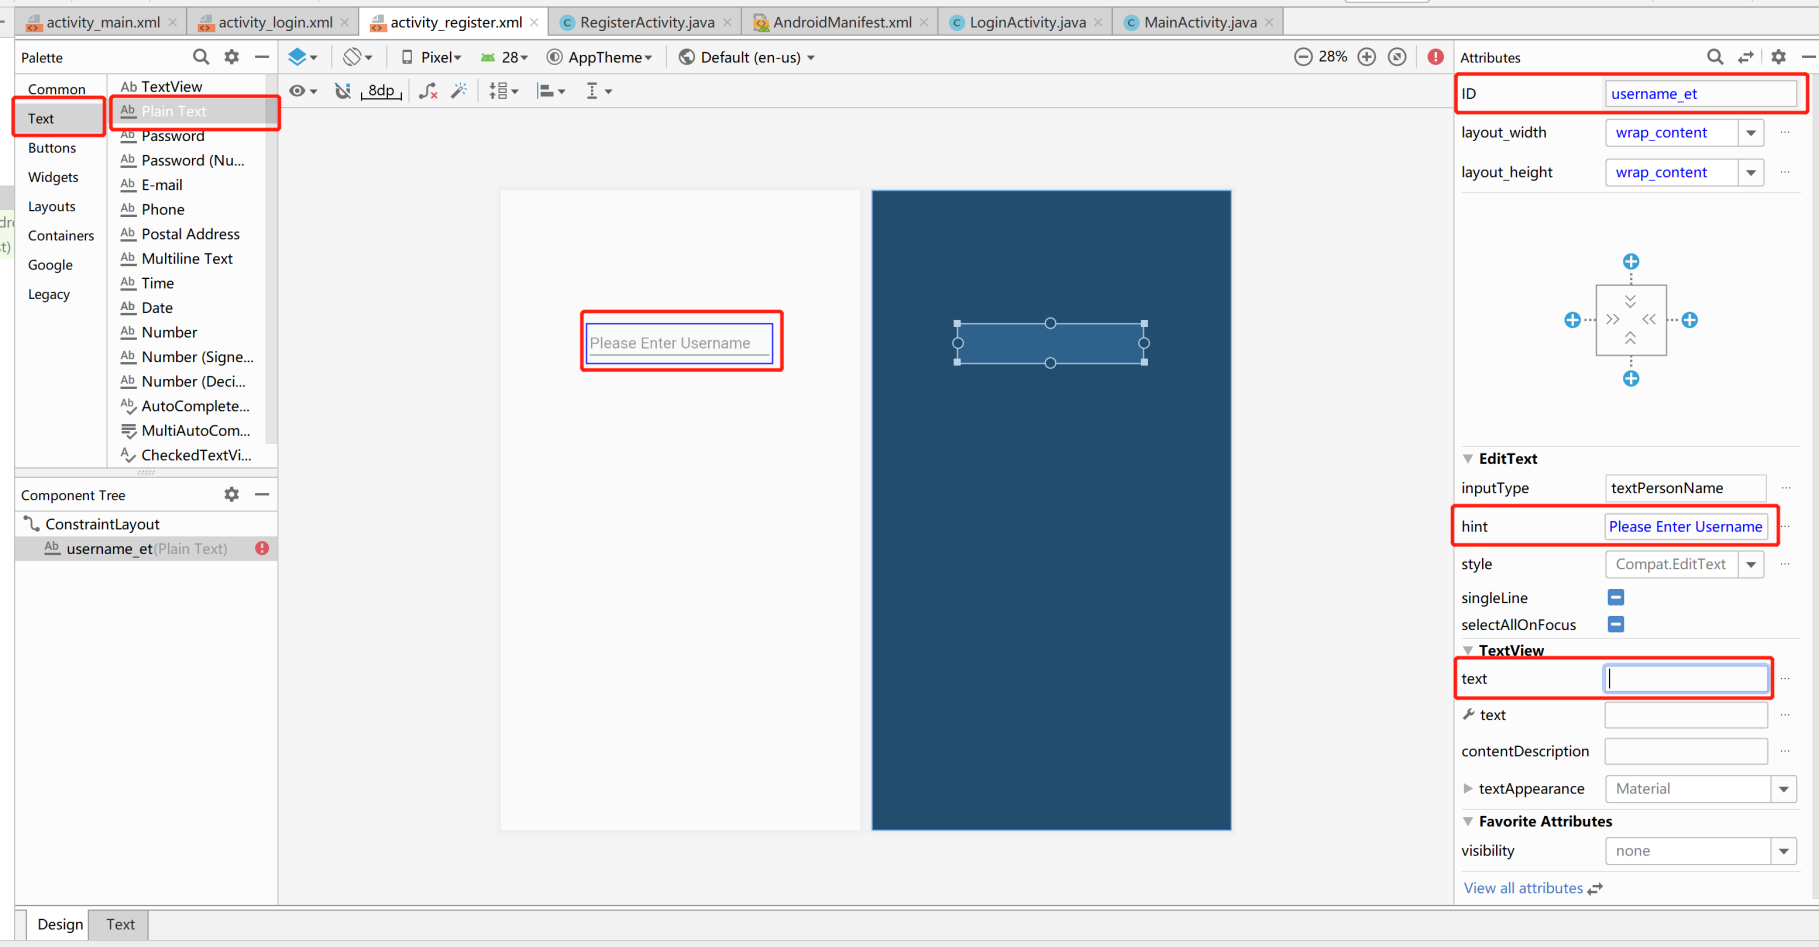 activity_main.xml
activity_login.xml
activity_register.xml
RegisterActivity.java
AndroidManifest.xml
LoginActivity.java
MainActivity.java
Palette
Pixel
28
AppTheme
Default (en-us)
28%
Attributes
8dp
Common
Text
Buttons
Widgets
Layouts
Containers
Google
Legacy
Ab TextView
Ab Plain Text
Ab Password
Ab Password (Nu...
Ab E-mail
Ab Phone
Ab Postal Address
Ab Multiline Text
Ab Time
Ab Date
Ab Number
Ab Number (Signe...
Ab Number (Deci...
Ab AutoComplete...
MultiAutoCom...
A CheckedTextVi...
Component Tree
ConstraintLayout
Ab username_et(Plain Text)
Please Enter Username
ID username_et
layout_width wrap_content
layout_height wrap_content
EditText
inputType textPersonName
hint Please Enter Username
style Compat.EditText
singleLine
selectAllOnFocus
TextView
text
text
contentDescription
textAppearance Material
Favorite Attributes
visibility none
View all attributes
Design
Text